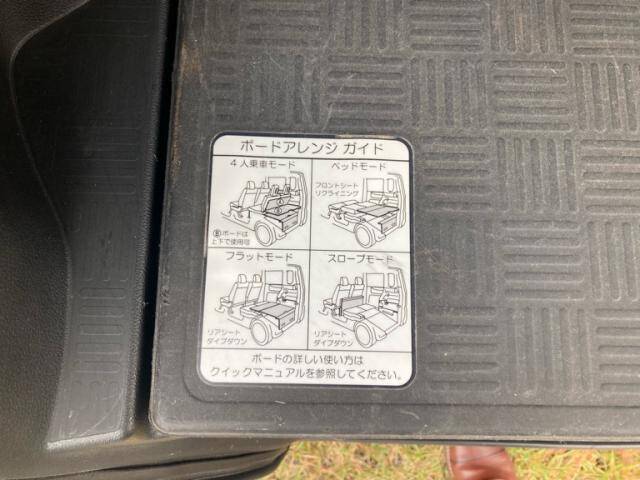 ボードアレンジ ガイド
4人乗車モード
Ⓑボードは
上下で使用可
ベッドモード
フロントシート
リクライニング
フラットモード
リアシート
ダイブダウン
スロープモード
リアシート
ダイブダウン
ボードの詳しい使い方は
クイックマニュアルを参照してください。